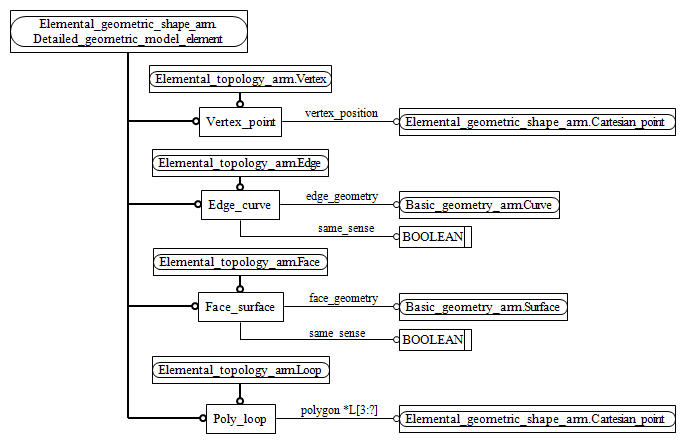 Elemental_geometric_shape_arm.
Detailed_geometric_model_element
Elemental_topology_arm.Vertex
Vertex_point
vertex_position
Elemental_geometric_shape_arm.Cartesian_point
Elemental_topology_arm.Edge
Edge_curve
edge_geometry
Basic_geometry_arm.Curve
same_sense
BOOLEAN
Elemental_topology_arm.Face
Face_surface
face_geometry
Basic_geometry_arm.Surface
same_sense
BOOLEAN
Elemental_topology_arm.Loop
Poly_loop
polygon *L[3:?]
Elemental_geometric_shape_arm.Cartesian_point